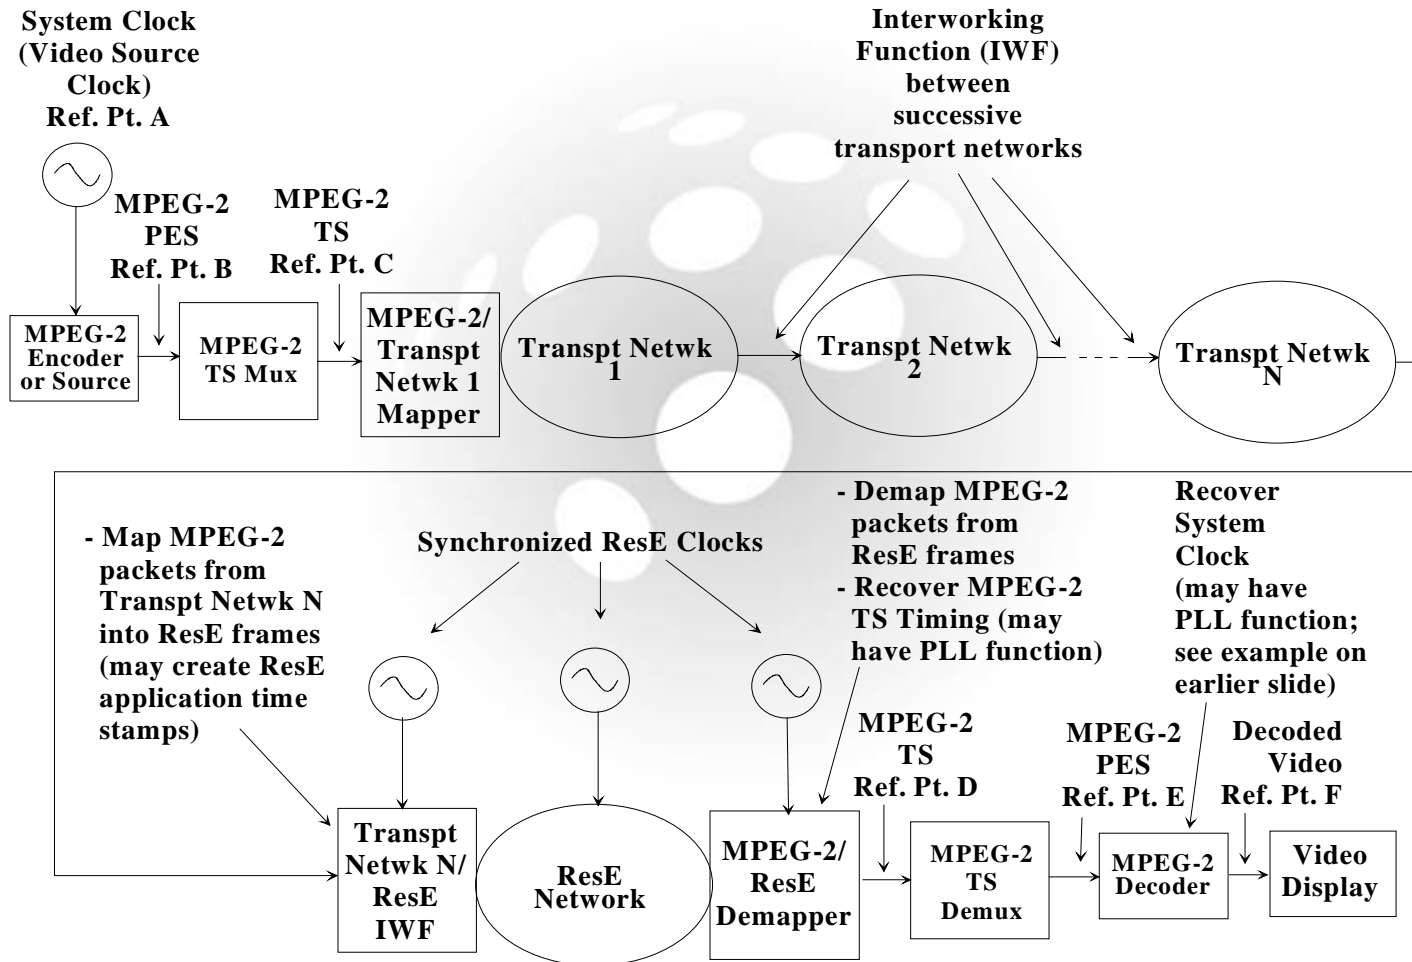 System Clock
(Video Source
Clock)
Ref. Pt. A
Interworking
Function (IWF)
between
successive
transport networks
MPEG-2
PES
Ref. Pt. B
MPEG-2
TS
Ref. Pt. C
MPEG-2
Encoder
or Source
MPEG-2
TS Mux
MPEG-2/
Transpt
Netwk 1
Mapper
Transpt Netwk
1
Transpt Netwk
2
Transpt Netwk
N
- Map MPEG-2
packets from
Transpt Netwk N
into ResE frames
(may create ResE
application time
stamps)
Synchronized ResE Clocks
- Demap MPEG-2
packets from
ResE frames
- Recover MPEG-2
TS Timing (may
have PLL function)
Recover
System
Clock
(may have
PLL function;
see example on
earlier slide)
MPEG-2
TS
Ref. Pt. D
MPEG-2
PES
Ref. Pt. E
Decoded
Video
Ref. Pt. F
Transpt
Netwk N/
ResE
IWF
ResE
Network
MPEG-2/
ResE
Demapper
MPEG-2
TS
Demux
MPEG-2
Decoder
Video
Display